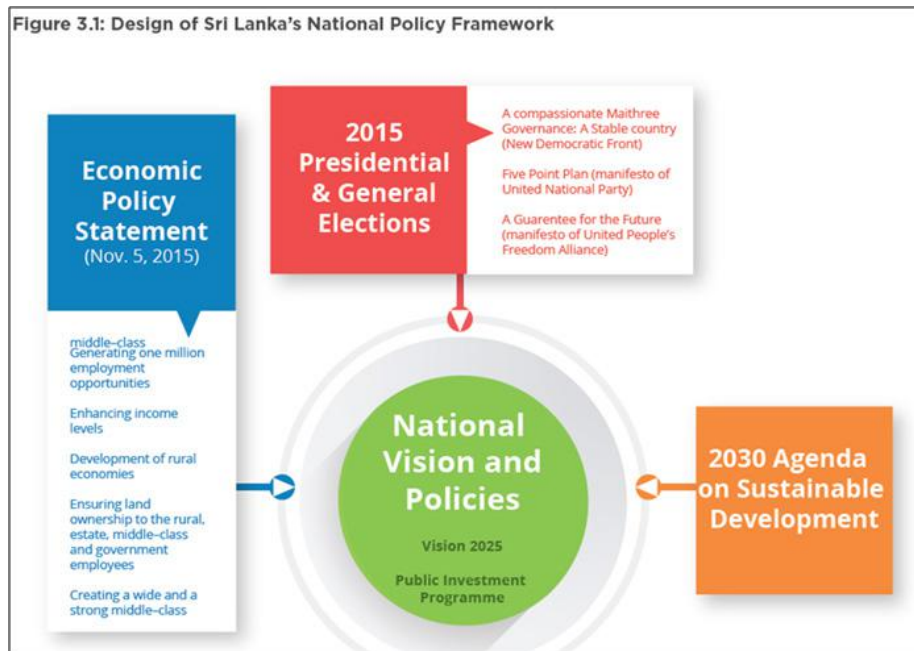 Figure 3.1: Design of Sri Lanka's National Policy Framework
Economic
Policy
Statement
(Nov. 5, 2015)
middle–class
Generating one million
employment
opportunities
Enhancing income
levels
Development of rural
economies
Ensuring land
ownership to the rural,
estate, middle–class
and government
employees
Creating a wide and a
strong middle–class
2015
Presidential
& General
Elections
A compassionate Maithree
Governance: A Stable country
(New Democratic Front)
Five Point Plan (manifesto of
United National Party)
A Guarentee for the Future
(manifesto of United People's
Freedom Alliance)
National
Vision and
Policies
Vision 2025
Public Investment
Programme
2030 Agenda
on Sustainable
Development